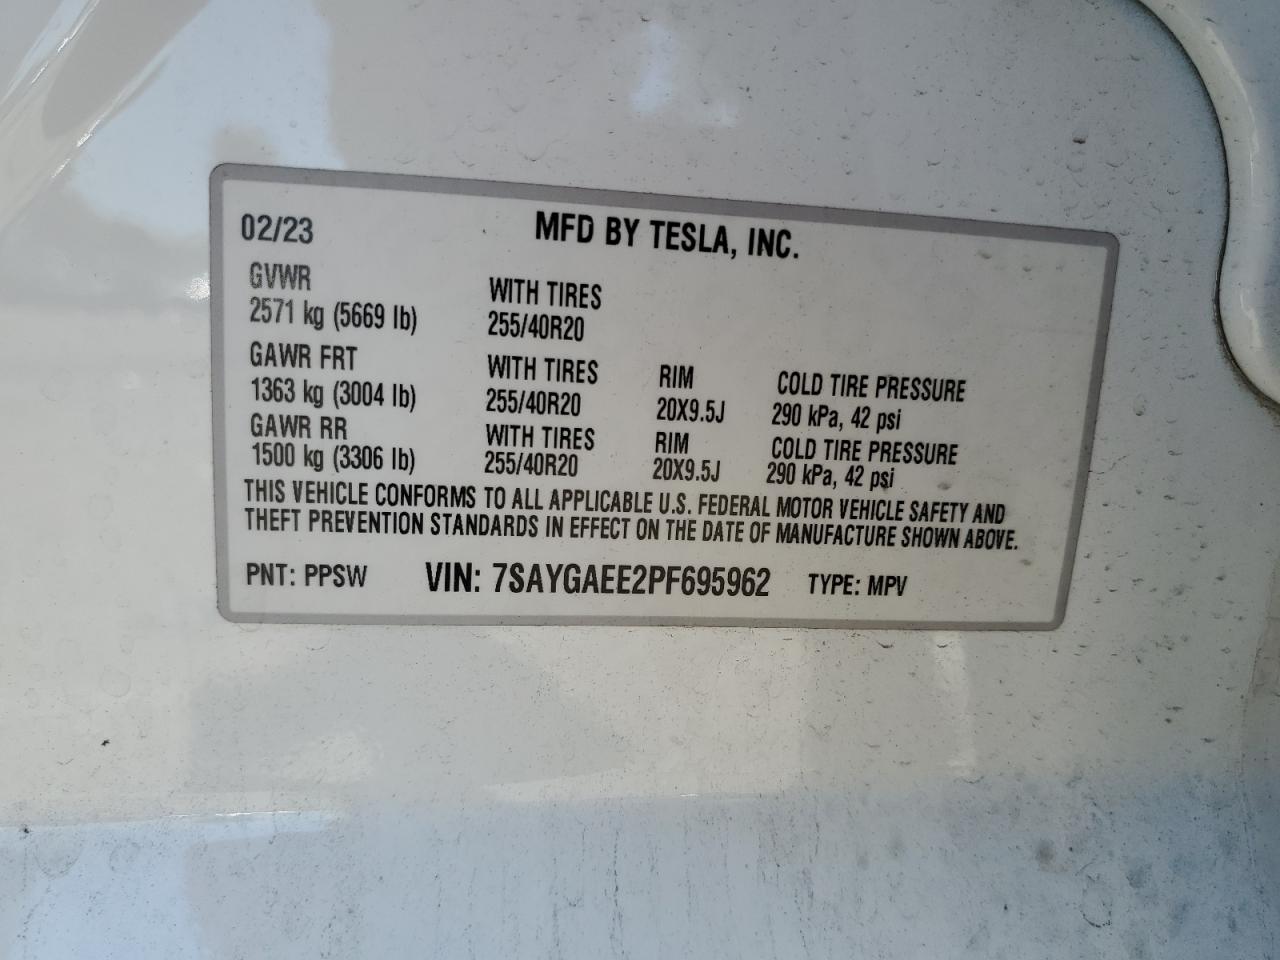 02/23 MFD BY TESLA, INC.
GVWR WITH TIRES
2571 kg (5669 lb) 255/40R20
GAWR FRT WITH TIRES RIM COLD TIRE PRESSURE
1363 kg (3004 lb) 255/40R20 20X9.5J 290 kPa, 42 psi
GAWR RR WITH TIRES RIM COLD TIRE PRESSURE
1500 kg (3306 lb) 255/40R20 20X9.5J 290 kPa, 42 psi
THIS VEHICLE CONFORMS TO ALL APPLICABLE U.S. FEDERAL MOTOR VEHICLE SAFETY AND
THEFT PREVENTION STANDARDS IN EFFECT ON THE DATE OF MANUFACTURE SHOWN ABOVE.
PNT: PPSW VIN: 7SAYGAEE2PF695962 TYPE: MPV